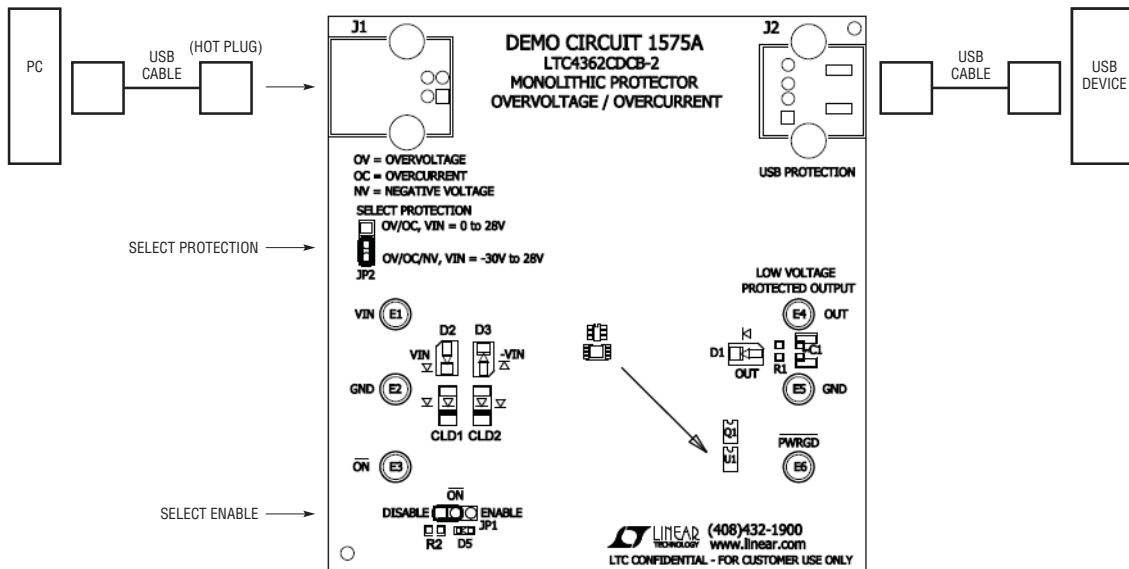 PC
USB
CABLE
(HOT PLUG)
J1
DEMO CIRCUIT 1575A
LTC4362CDCB-2
MONOLITHIC PROTECTOR
OVERVOLTAGE / OVERCURRENT
J2
USB
CABLE
USB
DEVICE
OV = OVERVOLTAGE
OC = OVERCURRENT
NV = NEGATIVE VOLTAGE
USB PROTECTION
SELECT PROTECTION
OV/OC, VIN = 0 to 28V
SELECT PROTECTION
OV/OC/NV, VIN = -30V to 28V
JP2
LOW VOLTAGE
PROTECTED OUTPUT
VIN E1
E4 OUT
D2 D3
VIN -VIN
D1
OUT
R1
C1
GND E2
E5 GND
CLD1 CLD2
Q1
U1
PWRGD
E6
ON E3
ON
SELECT ENABLE
DISABLE ENABLE
JP1
R2 D5
LINEAR
TECHNOLOGY
(408)432-1900
www.linear.com
LTC CONFIDENTIAL - FOR CUSTOMER USE ONLY